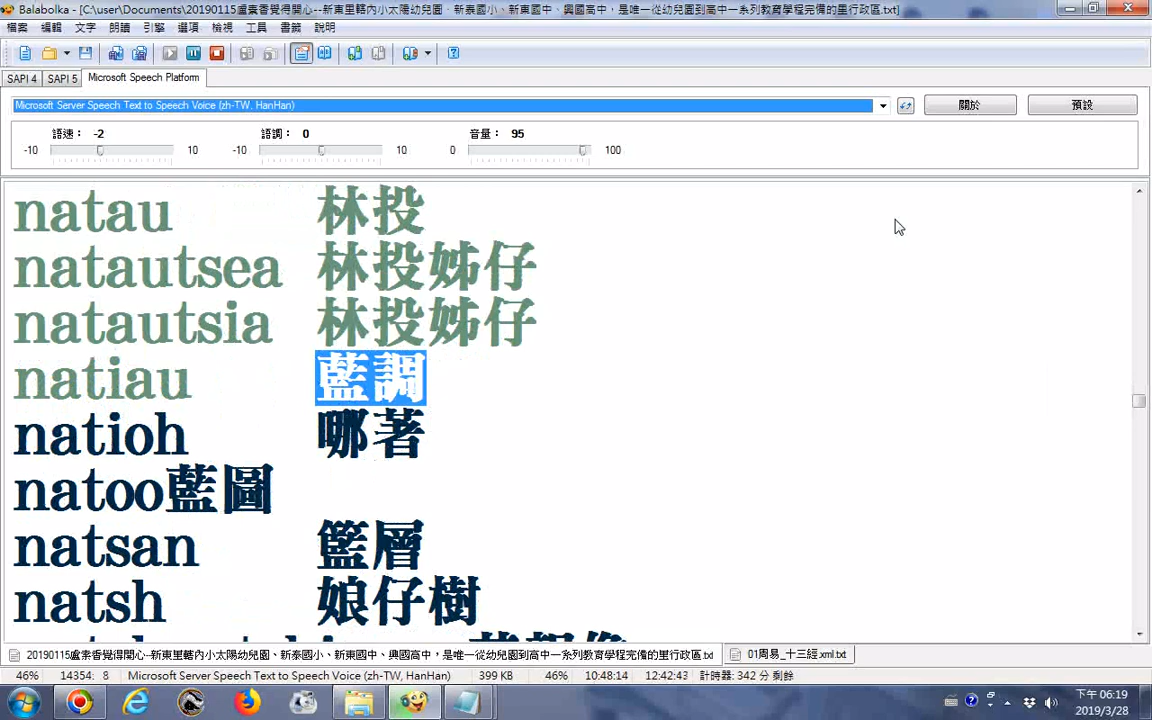 Balabolka - [C:\user\Documents\20190115盧素香覺得開心--新東里轄內小太陽幼兒園、新泰國小、新東國中、興國高中，是唯一從幼兒園到高中一系列教育學程完備的里行政區.txt]
檔案 編輯 文字 朗讀 引擎 選項 檢視 工具 書籤 說明
SAPI 4 SAPI 5 Microsoft Speech Platform
Microsoft Server Speech Text to Speech Voice (zh-TW, HanHan) 關於 預設
語速： -2 語調： 0 音量： 95
-10 10 -10 10 0 100
natau 林投
natautsea 林投姊仔
natautsia 林投姊仔
natiau 藍調
natioh 哪著
natoo藍圖
natsan 籃層
natsh 娘仔樹
20190115盧素香覺得開心--新東里轄內小太陽幼兒園、新泰國小、新東國中、興國高中，是唯一從幼兒園到高中一系列教育學程完備的里行政區.txt 01周易_十三經.xml.txt
46% 14354: 8 Microsoft Server Speech Text to Speech Voice (zh-TW, HanHan) 399 KB 46% 10:48:14 12:42:43 計時器: 342 分 剩餘
下午 06:19
2019/3/28